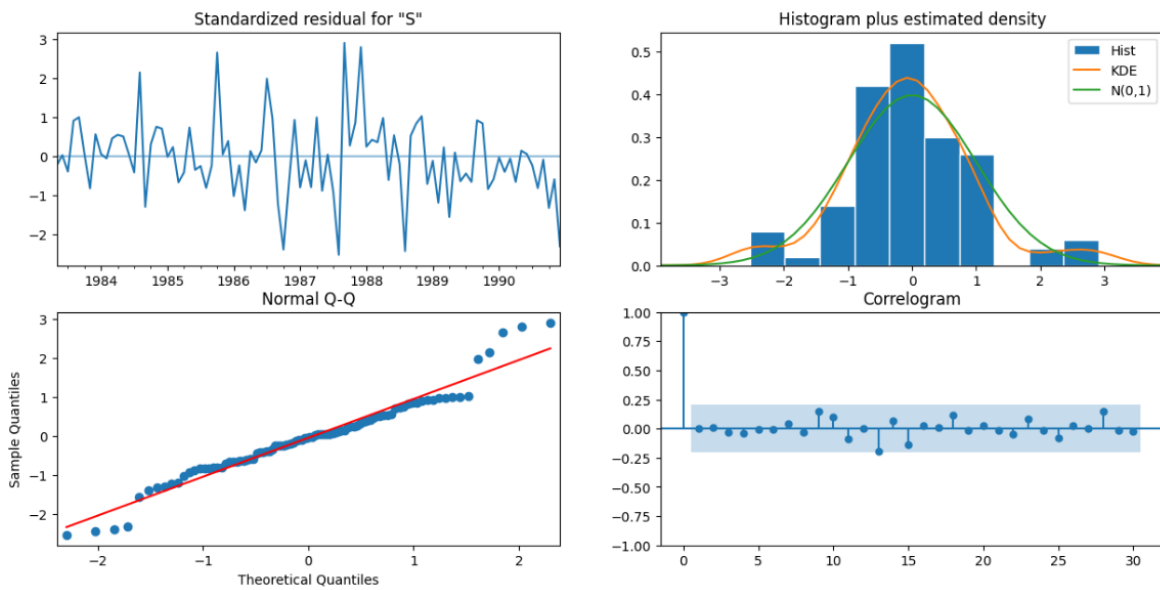 Standardized residual for "S"
3
2
1
0
−1
−2
1984 1985 1986 1987 1988 1989 1990
Histogram plus estimated density
Hist
KDE
N(0,1)
0.5
0.4
0.3
0.2
0.1
0.0
−3 −2 −1 0 1 2 3
Normal Q-Q
Sample Quantiles
3
2
1
0
−1
−2
−2 −1 0 1 2
Theoretical Quantiles
Correlogram
1.00
0.75
0.50
0.25
0.00
−0.25
−0.50
−0.75
−1.00
0 5 10 15 20 25 30